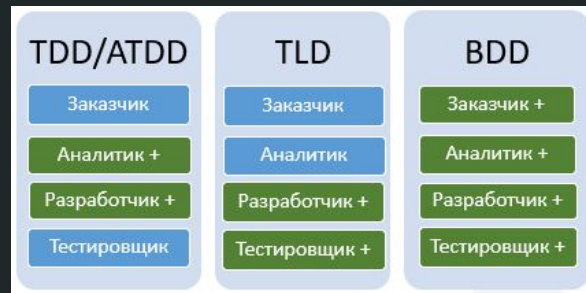 TDD/ATDD
Заказчик
Аналитик +
Разработчик +
Тестировщик
TLD
Заказчик
Аналитик
Разработчик +
Тестировщик +
BDD
Заказчик +
Аналитик +
Разработчик +
Тестировщик +